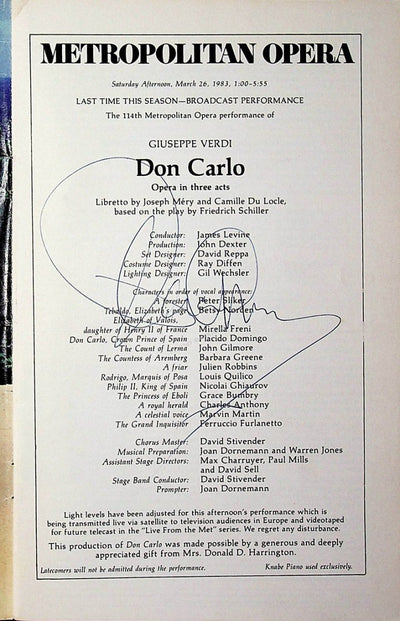 METROPOLITAN OPERA
Saturday Afternoon, March 26, 1983, 1:00–5:55
LAST TIME THIS SEASON—BROADCAST PERFORMANCE
The 114th Metropolitan Opera performance of
GIUSEPPE VERDI
Don Carlo
Opera in three acts
Libretto by Joseph Méry and Camille Du Locle,
based on the play by Friedrich Schiller
Conductor: James Levine
Production: John Dexter
Set Designer: David Reppa
Costume Designer: Ray Diffen
Lighting Designer: Gil Wechsler
Characters in order of vocal appearance:
A forester Peter Sliker
Tebaldo, Elizabeth's page Betsy Norden
Elizabeth of Valois,
daughter of Henry II of France Mirella Freni
Don Carlo, Crown Prince of Spain Placido Domingo
The Count of Lerma John Gilmore
The Countess of Aremberg Barbara Greene
A friar Julien Robbins
Rodrigo, Marquis of Posa Louis Quilico
Philip II, King of Spain Nicolai Ghiaurov
The Princess of Eboli Grace Bumbry
A royal herald Charles Anthony
A celestial voice Marvin Martin
The Grand Inquisitor Ferruccio Furlanetto
Chorus Master: David Stivender
Musical Preparation: Joan Dornemann and Warren Jones
Assistant Stage Directors: Max Charruyer, Paul Mills
and David Sell
Stage Band Conductor: David Stivender
Prompter: Joan Dornemann
Light levels have been adjusted for this afternoon's performance which is
being transmitted live via satellite to television audiences in Europe and videotaped
for future telecast in the "Live From the Met" series. We regret any disturbance.
This production of Don Carlo was made possible by a generous and deeply
appreciated gift from Mrs. Donald D. Harrington.
Latecomers will not be admitted during the performance. Knabe Piano used exclusively.